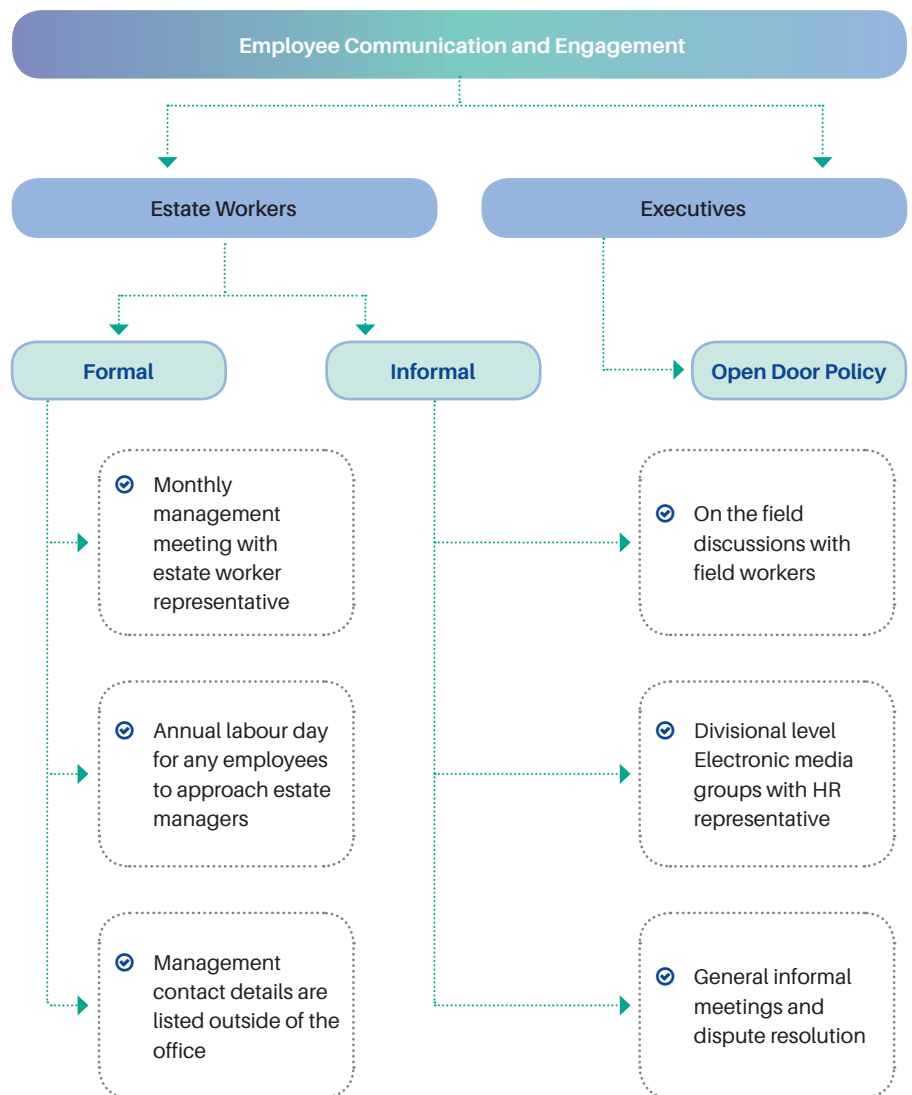 Employee Communication and Engagement
Estate Workers
Executives
Formal
Informal
Open Door Policy
Monthly
management
meeting with
estate worker
representative
On the field
discussions with
field workers
Annual labour day
for any employees
to approach estate
managers
Divisional level
Electronic media
groups with HR
representative
Management
contact details are
listed outside of the
office
General informal
meetings and
dispute resolution